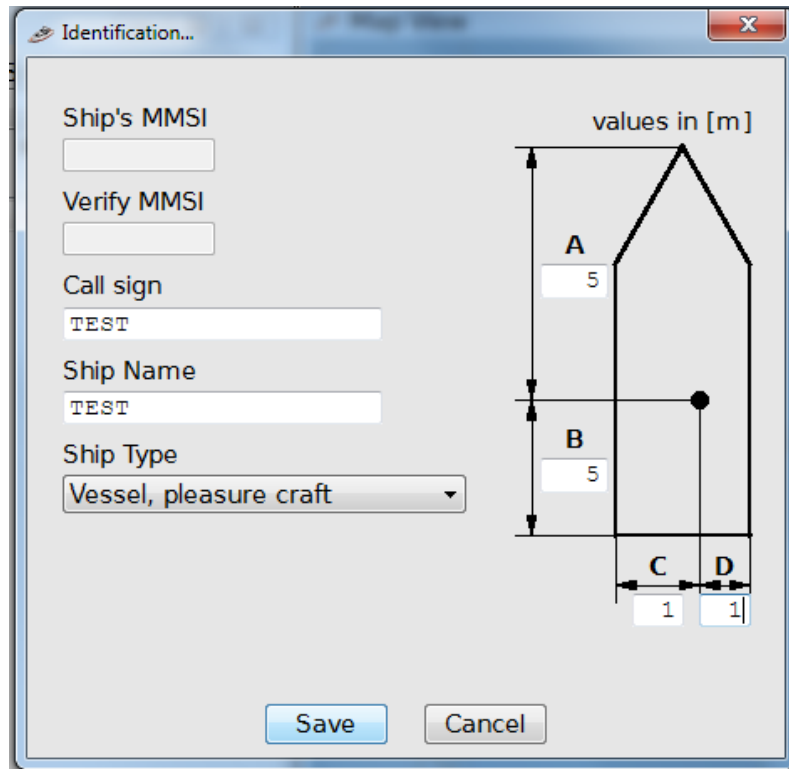 Identification...
Ship's MMSI
Verify MMSI
Call sign
TEST
Ship Name
TEST
Ship Type
Vessel, pleasure craft
values in [m]
A
5
B
5
C D
1 1
Save Cancel